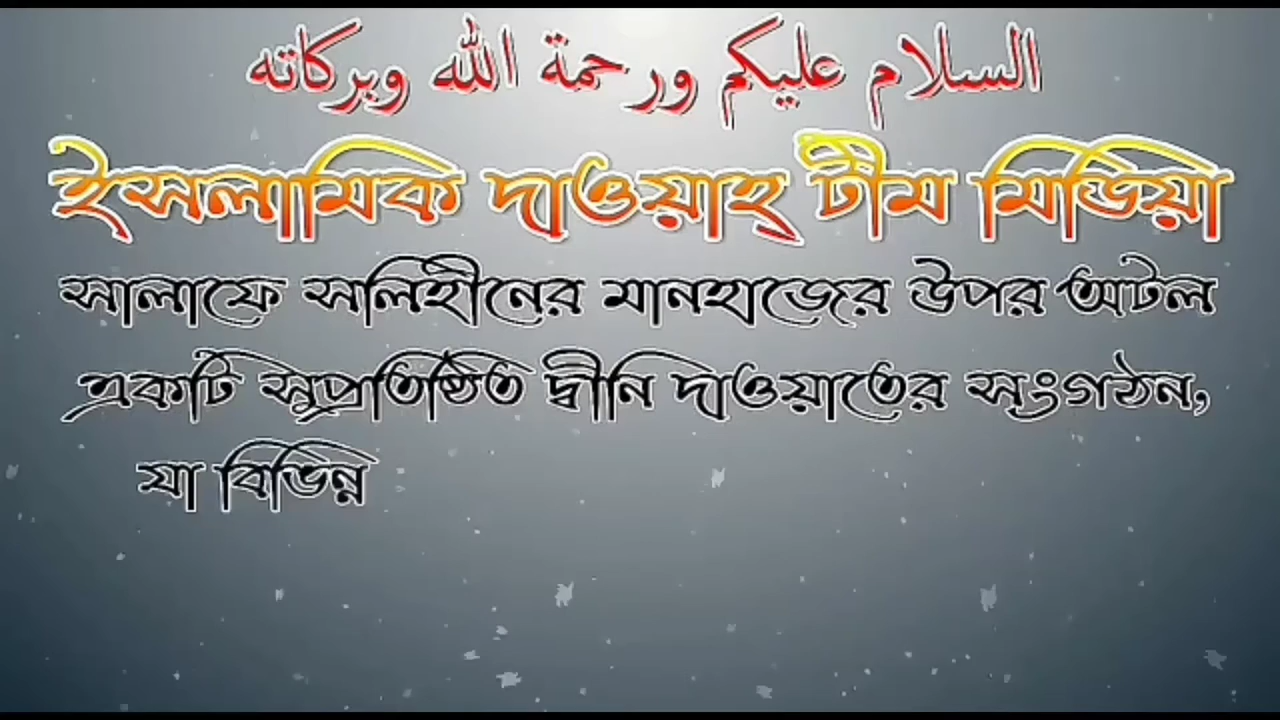 السلام عليكم ورحمة الله وبركاته
ইসলামিক দাওয়াহ্ টীম মিডিয়া
সালাফে সলিহীনের মানহাজের উপর অটল
একটি সুপ্রতিষ্ঠিত দ্বীনি দাওয়াতের সংগঠন,
যা বিভিন্ন